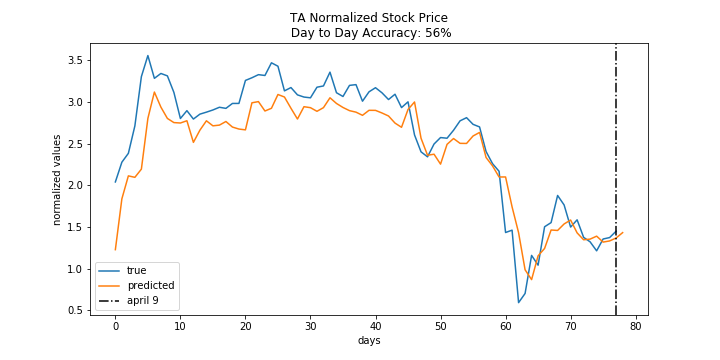 TA Normalized Stock Price
Day to Day Accuracy: 56%
normalized values
3.5
3.0
2.5
2.0
1.5
1.0
0.5
true
predicted
april 9
0 10 20 30 40 50 60 70 80
days